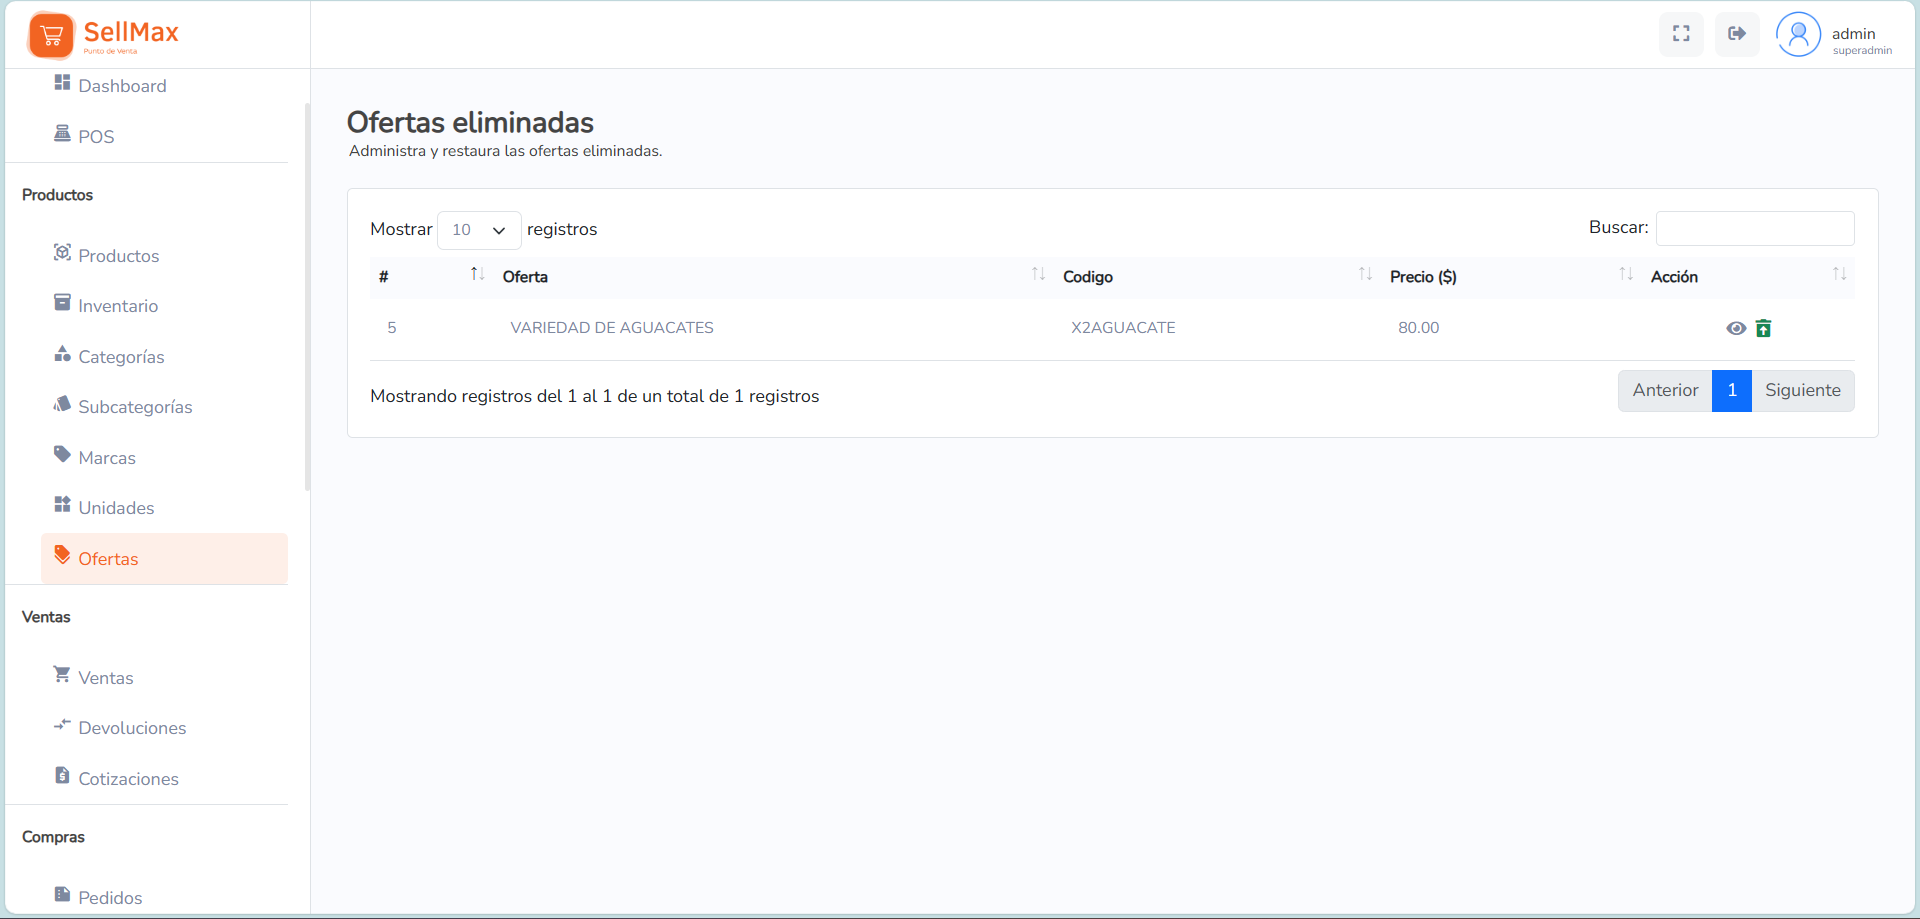 SellMax
Punto de Venta
admin
superadmin
Dashboard
POS
Productos
Productos
Inventario
Categorías
Subcategorías
Marcas
Unidades
Ofertas
Ventas
Ventas
Devoluciones
Cotizaciones
Compras
Pedidos
Ofertas eliminadas
Administra y restaura las ofertas eliminadas.
Mostrar 10 registros
Buscar:
# Oferta Codigo Precio ($) Acción
5 VARIEDAD DE AGUACATES X2AGUACATE 80.00
Mostrando registros del 1 al 1 de un total de 1 registros
Anterior 1 Siguiente